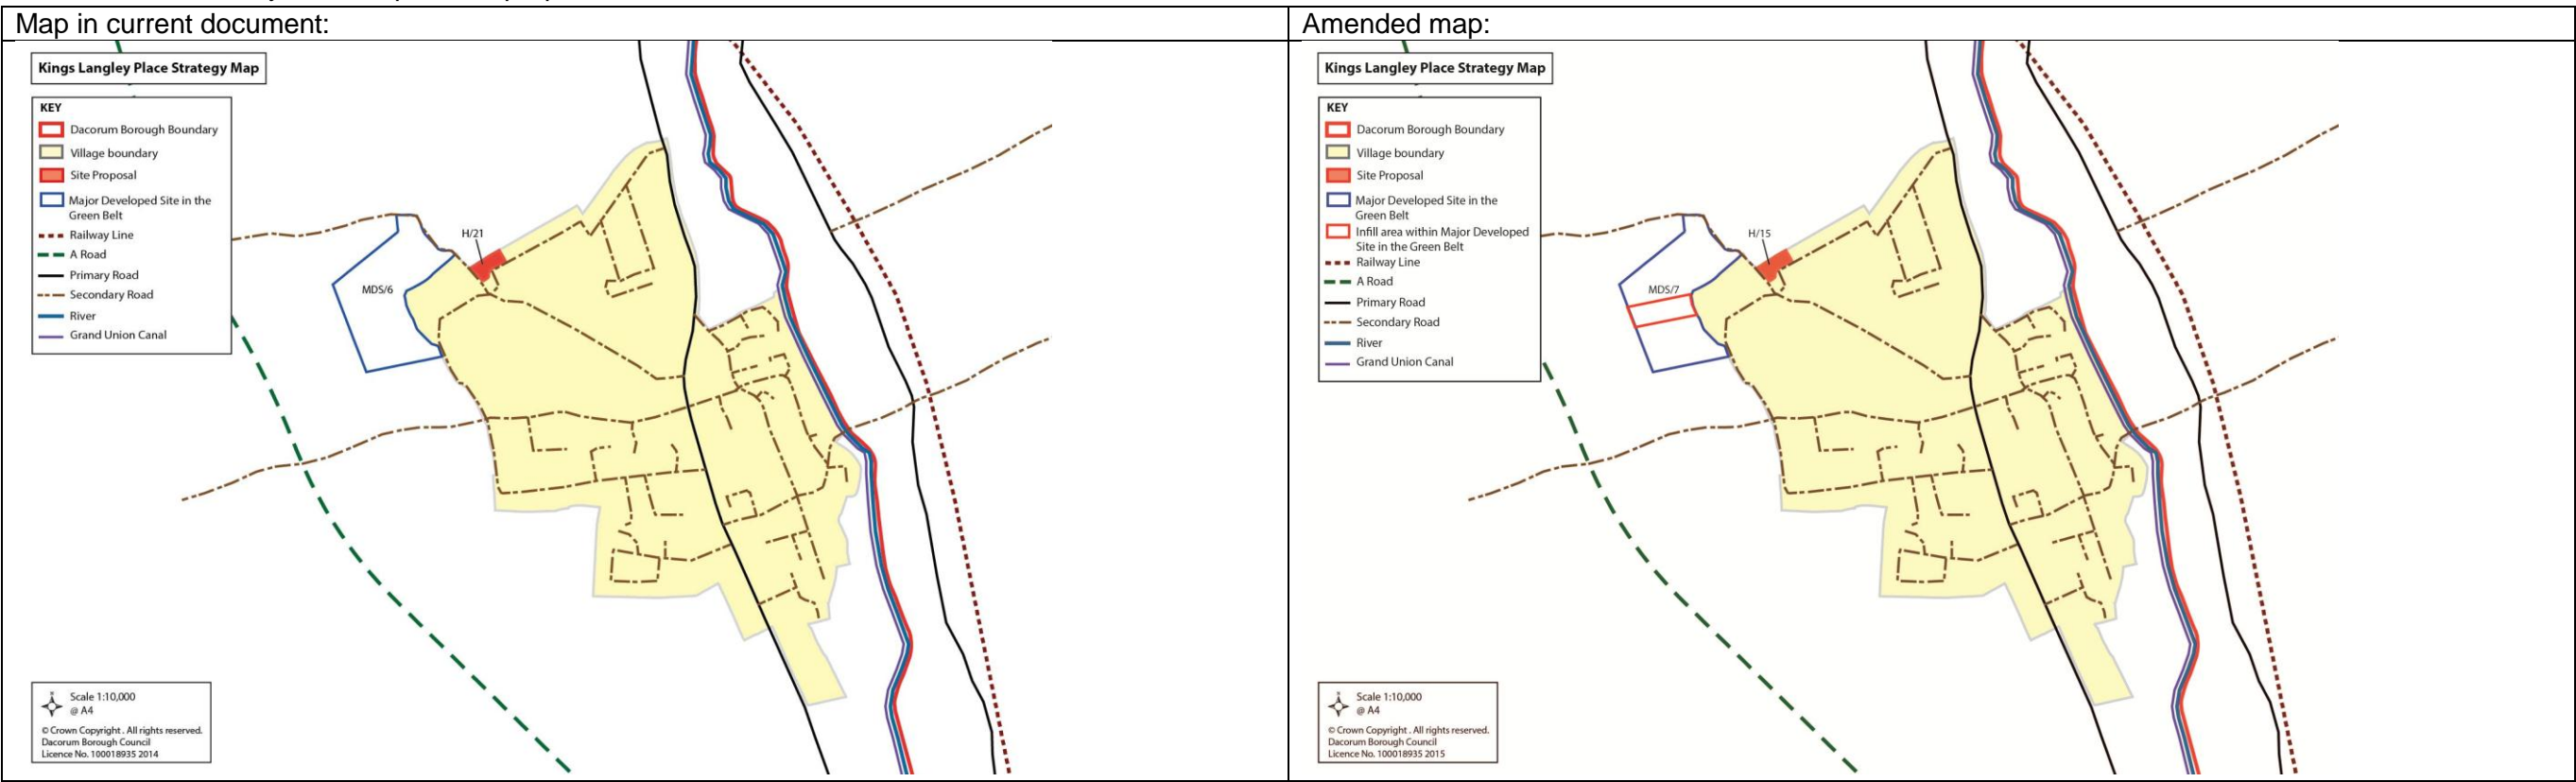 Map in current document:
Kings Langley Place Strategy Map
KEY
Dacorum Borough Boundary
Village boundary
Site Proposal
Major Developed Site in the
Green Belt
Railway Line
A Road
Primary Road
Secondary Road
River
Grand Union Canal
H/21
MDS/6
N
Scale 1:10,000
@ A4
© Crown Copyright . All rights reserved.
Dacorum Borough Council
Licence No. 100018935 2014
Amended map:
Kings Langley Place Strategy Map
KEY
Dacorum Borough Boundary
Village boundary
Site Proposal
Major Developed Site in the
Green Belt
Infill area within Major Developed
Site in the Green Belt
Railway Line
A Road
Primary Road
Secondary Road
River
Grand Union Canal
H/15
MDS/7
N
Scale 1:10,000
@ A4
© Crown Copyright . All rights reserved.
Dacorum Borough Council
Licence No. 100018935 2015